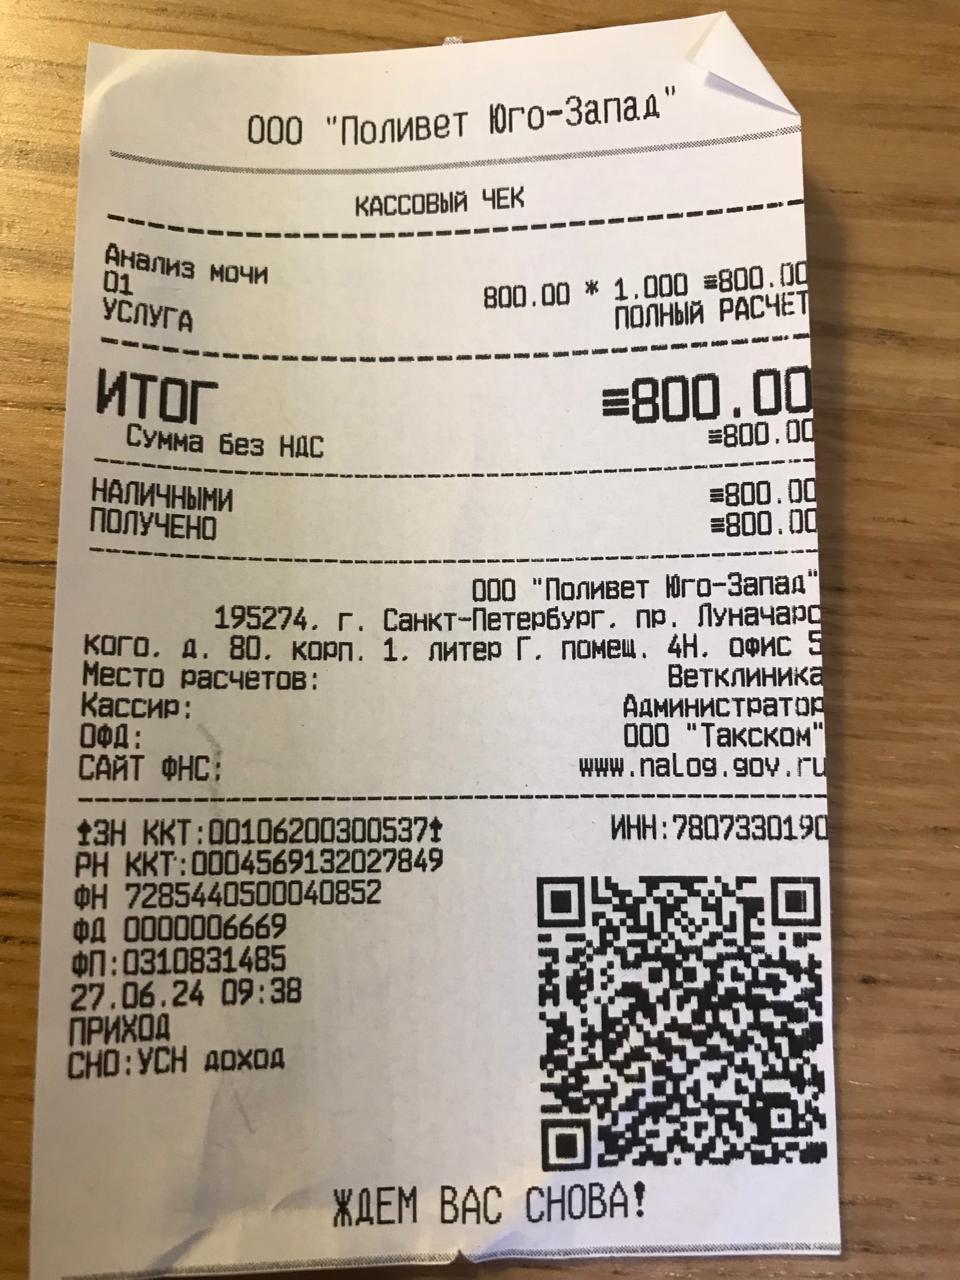 ООО "Поливет Юго-Запад"
КАССОВЫЙ ЧЕК
Анализ мочи
01 800.00 * 1.000 ≡800.00
УСЛУГА ПОЛНЫЙ РАСЧЕТ
ИТОГ ≡800.00
Сумма без НДС ≡800.00
НАЛИЧНЫМИ ≡800.00
ПОЛУЧЕНО ≡800.00
ООО "Поливет Юго-Запад"
195274, г. Санкт-Петербург, пр. Луначарс
кого, д. 80, корп. 1, литер Г, помещ. 4Н, офис 5
Место расчетов: Ветклиника
Кассир: Администратор
ОФД: ООО "Такском"
САЙТ ФНС: www.nalog.gov.ru
ЗН ККТ:00106200300537 ИНН:7807330190
РН ККТ:0004569132027849
ФН 7285440500040852
ФД 0000006669
ФП:0310831485
27.06.24 09:38
ПРИХОД
СНО:УСН доход
ЖДЕМ ВАС СНОВА!